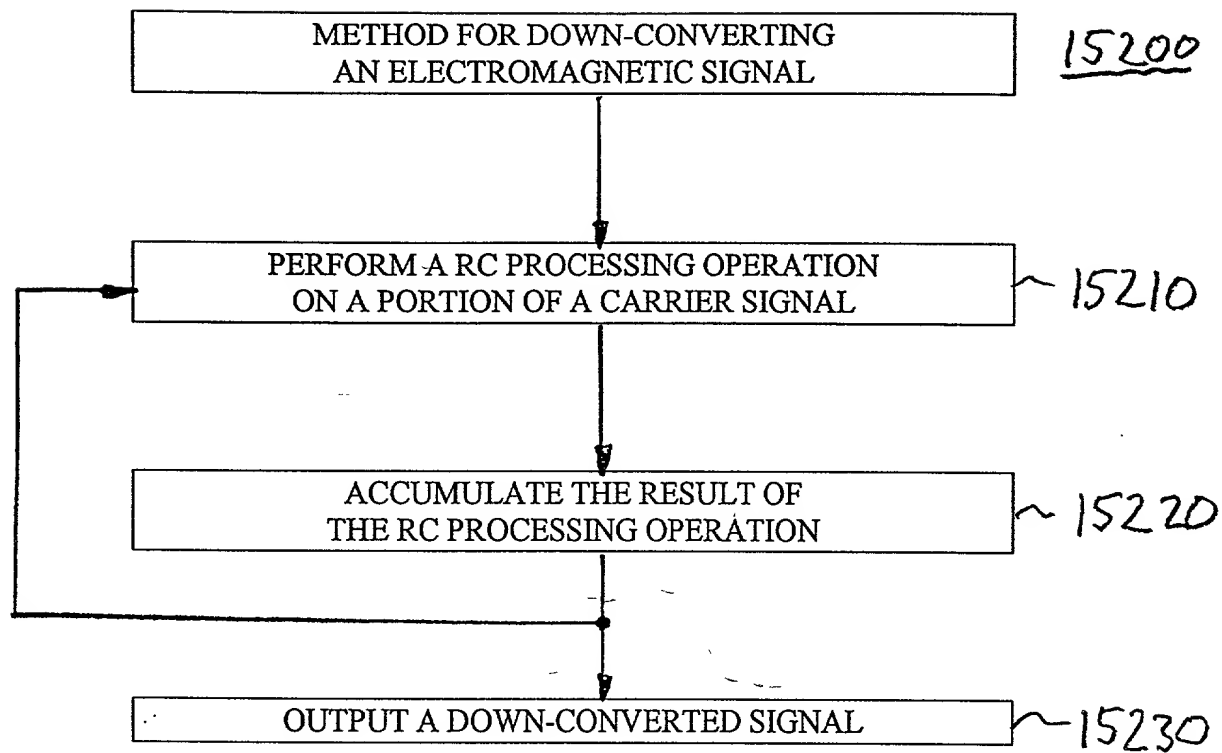 METHOD FOR DOWN-CONVERTING
AN ELECTROMAGNETIC SIGNAL
15200
PERFORM A RC PROCESSING OPERATION
ON A PORTION OF A CARRIER SIGNAL
15210
ACCUMULATE THE RESULT OF
THE RC PROCESSING OPERATION
15220
OUTPUT A DOWN-CONVERTED SIGNAL
15230